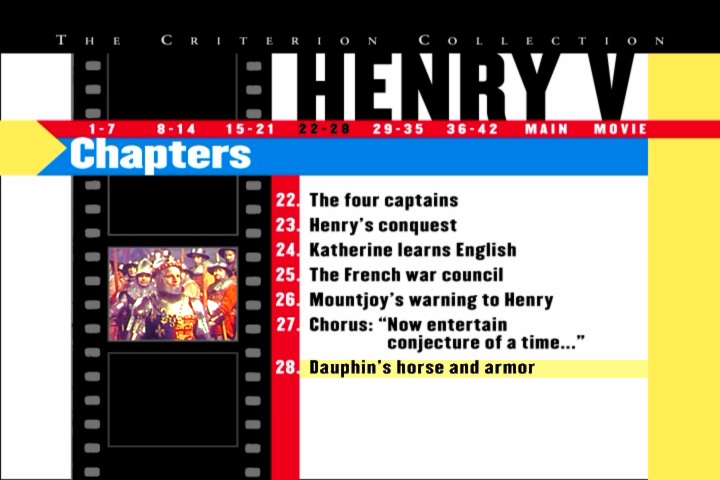 THE CRITERION COLLECTION
HENRY V
1-7 8-14 15-21 22-28 29-35 36-42 MAIN MOVIE
Chapters
22. The four captains
23. Henry's conquest
24. Katherine learns English
25. The French war council
26. Mountjoy's warning to Henry
27. Chorus: “Now entertain
conjecture of a time...”
28. Dauphin's horse and armor